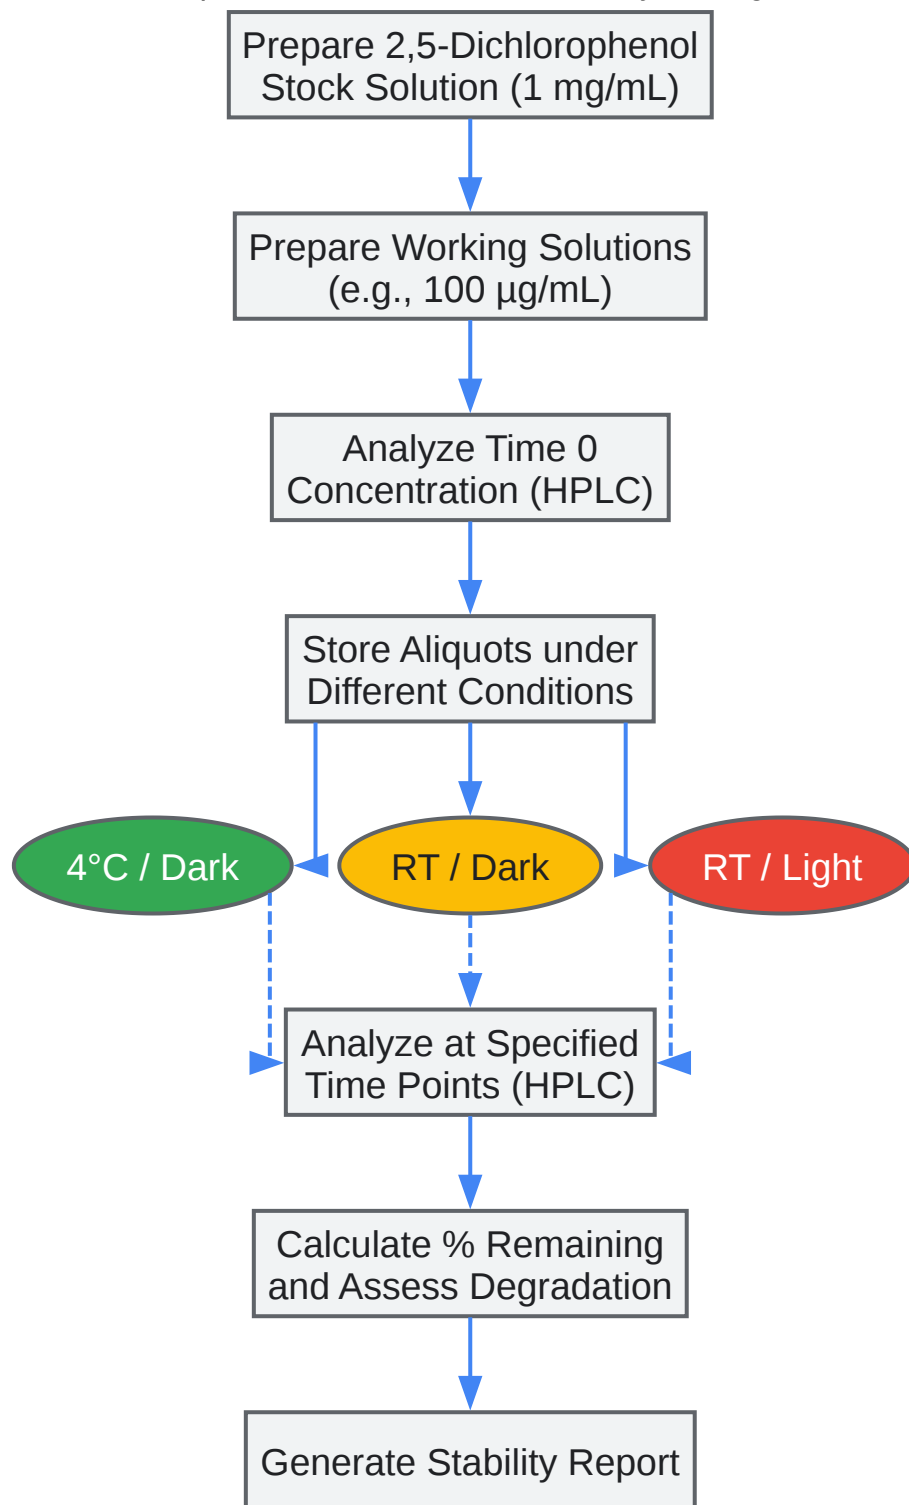 Prepare 2,5-Dichlorophenol
Stock Solution (1 mg/mL)
Prepare Working Solutions
(e.g., 100 µg/mL)
Analyze Time 0
Concentration (HPLC)
Store Aliquots under
Different Conditions
4°C / Dark
RT / Dark
RT / Light
Analyze at Specified
Time Points (HPLC)
Calculate % Remaining
and Assess Degradation
Generate Stability Report